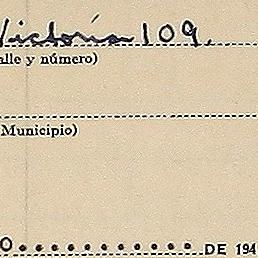 Victoria 109.
alle y número)
Municipio)
O............DE 194